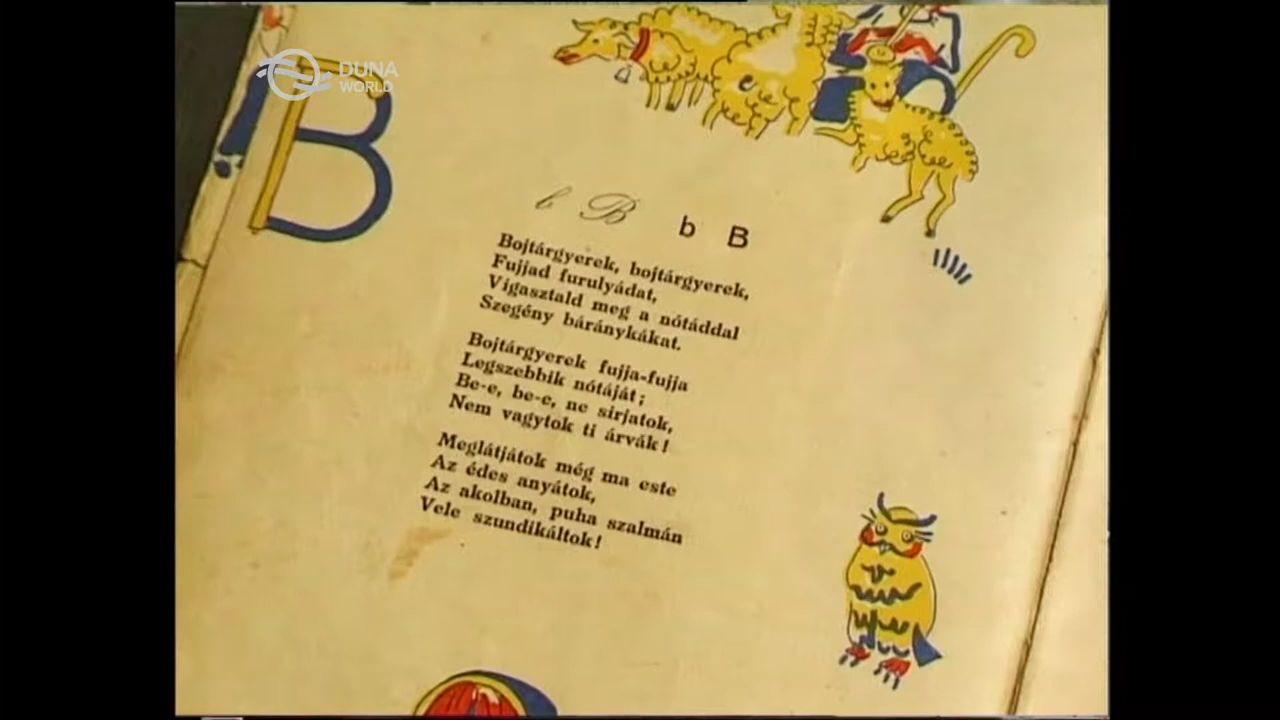 DUNA
WORLD
B
b B b B
Bojtárgyerek, bojtárgyerek,
Fujjad furulyádat,
Vigasztald meg a nótáddal
Szegény báránykákat.
Bojtárgyerek fujja-fujja
Legszebbik nótáját;
Be-e, be-e, ne sirjatok,
Nem vagytok ti árvák!
Meglátjátok még ma este
Az édes anyátok,
Az akolban, puha szalmán
Vele szundikáltok!